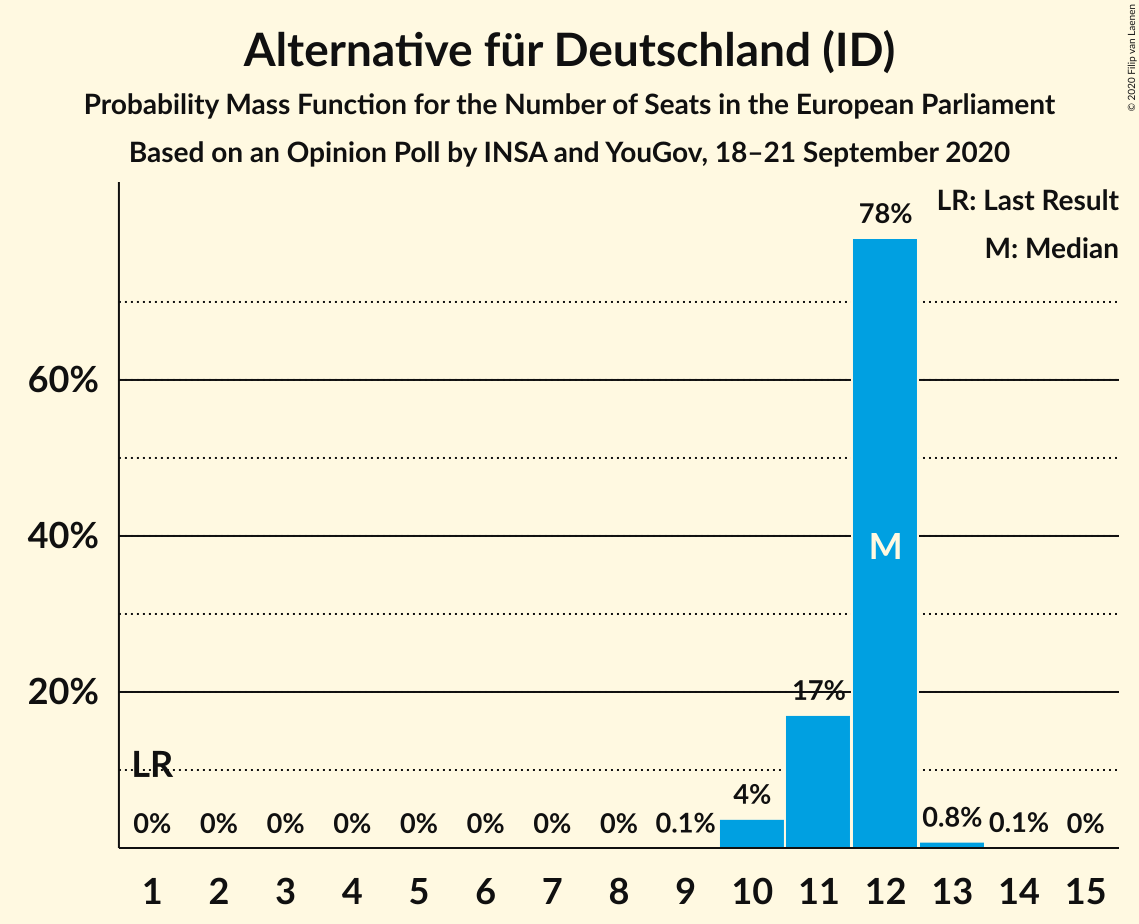 Alternative für Deutschland (ID)
Probability Mass Function for the Number of Seats in the European Parliament
Based on an Opinion Poll by INSA and YouGov, 18–21 September 2020
© 2020 Filip van Laenen
LR: Last Result
M: Median
78%
60%
40%
M
20%
17%
LR
4%
0% 0% 0% 0% 0% 0% 0% 0% 0.1% 0.8% 0.1% 0%
1 2 3 4 5 6 7 8 9 10 11 12 13 14 15